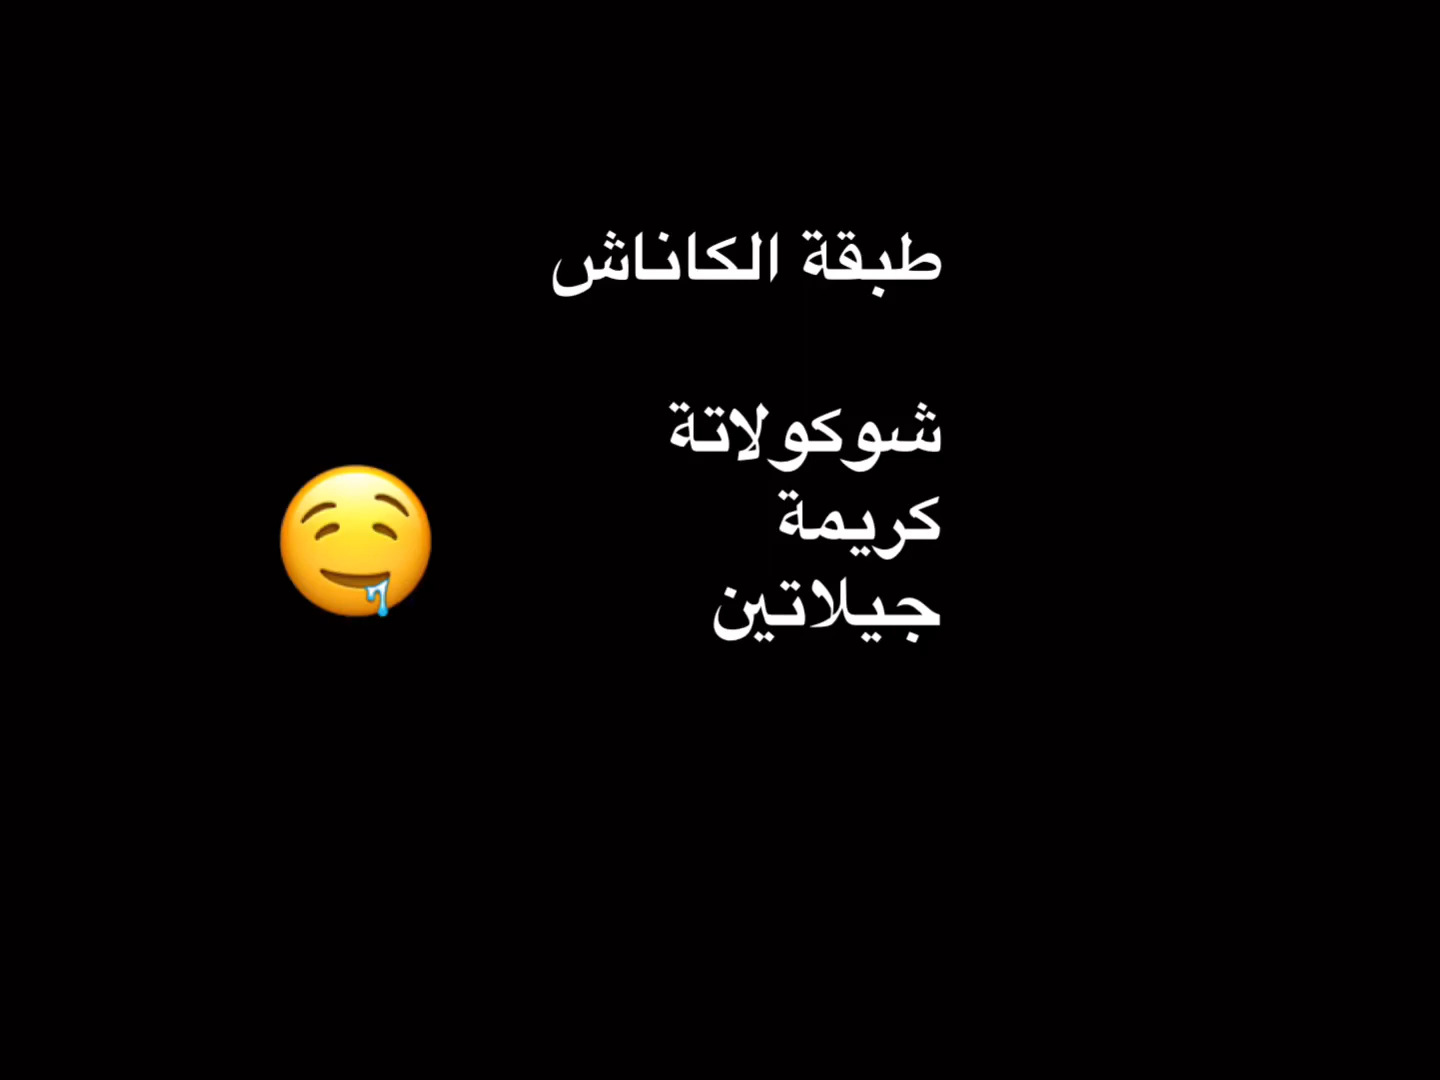 طبقة الكاناش
شوكولاتة
كريمة
جيلاتين